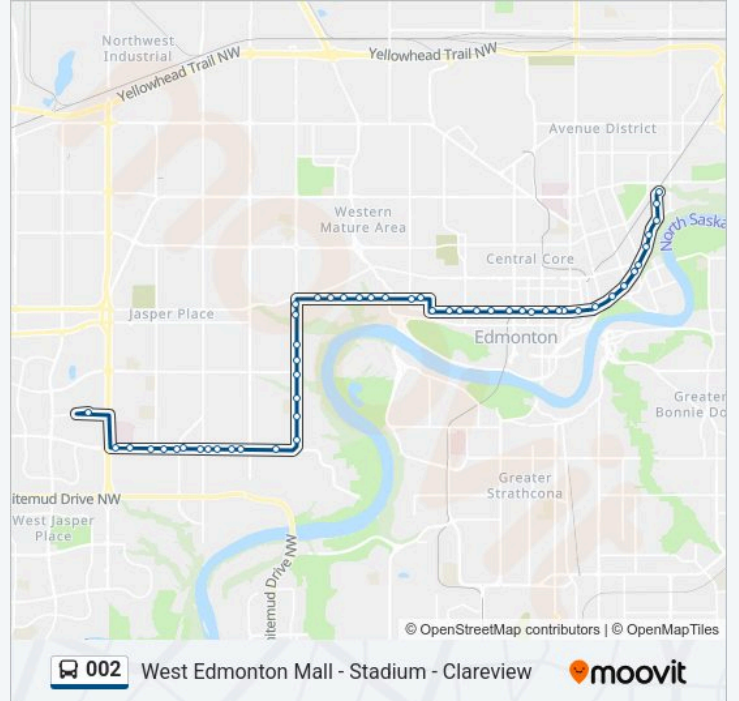 Northwest
Industrial
Yellowhead Trail NW
Yellowhead Trail NW
Avenue District
Western
Mature Area
North Saska
Central Core
Jasper Place
Edmonton
Greater
Bonnie Do
Greater
Strathcona
itemud Drive NW
West Jasper
Place
hitemud Drive NW
© OpenStreetMap contributors | © OpenMapTiles
002 West Edmonton Mall - Stadium - Clareview moovit